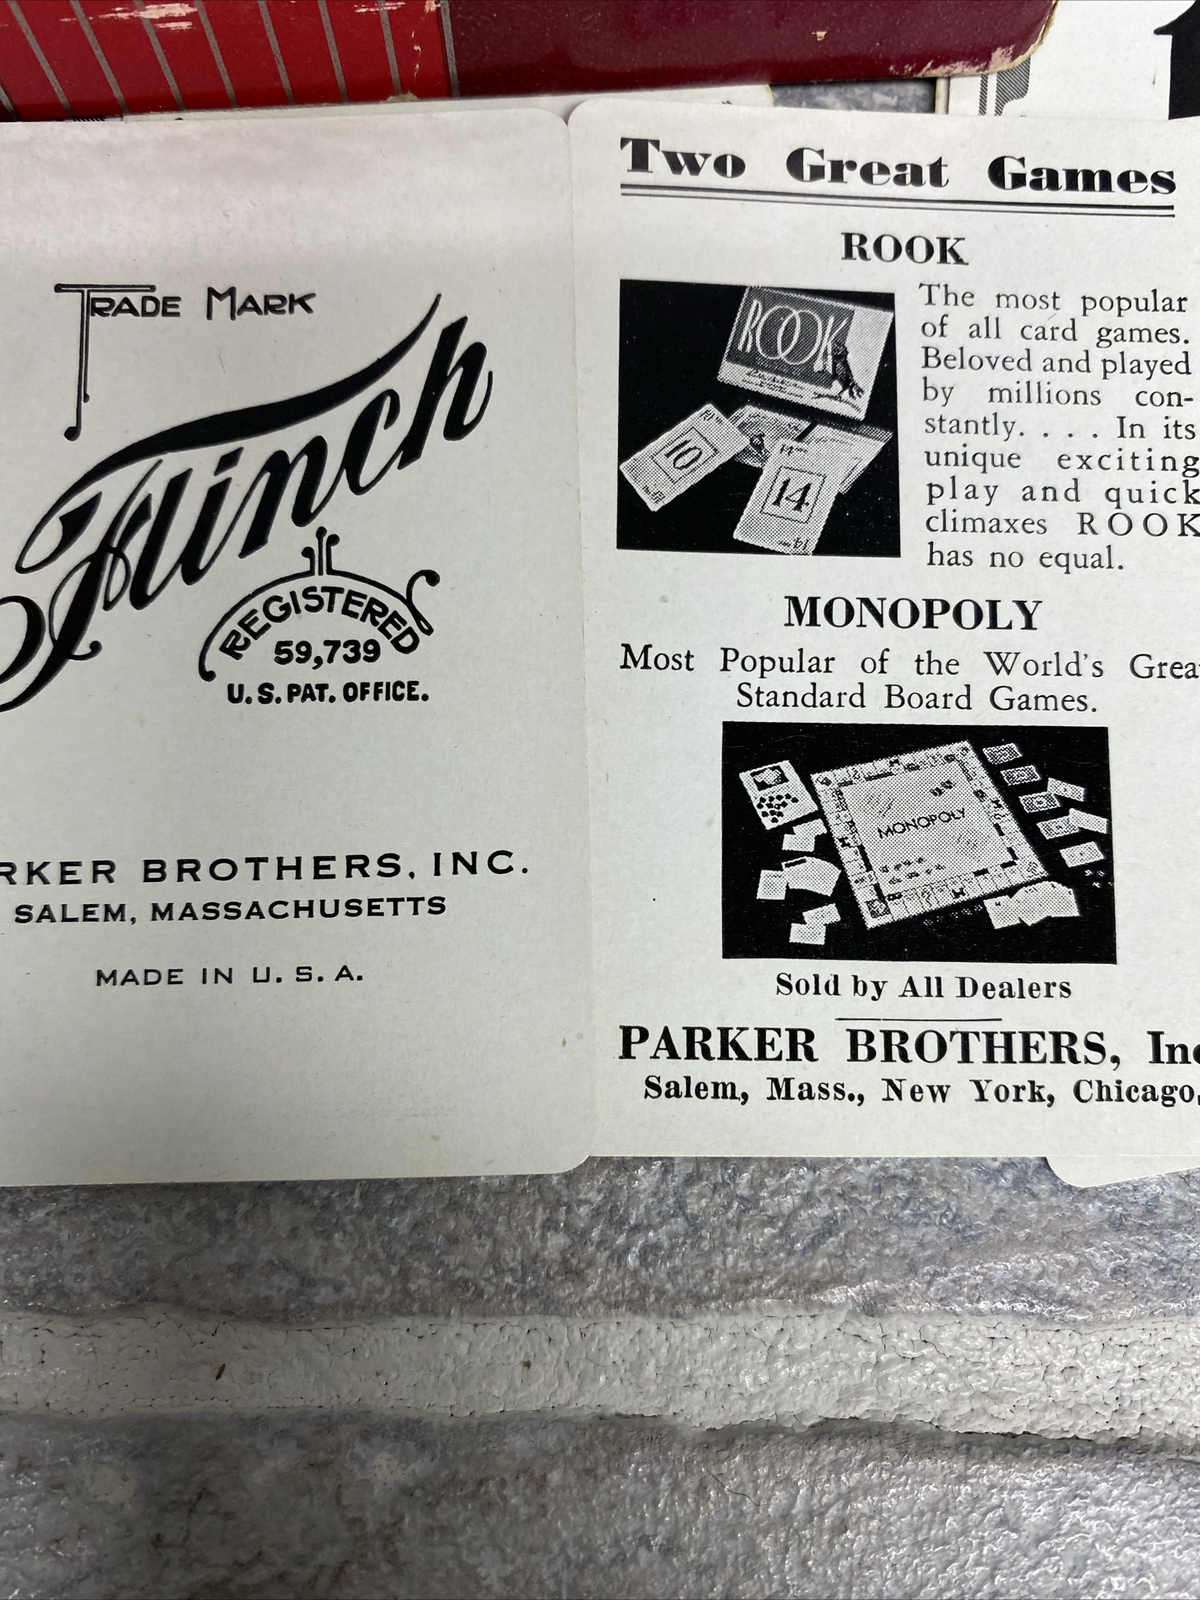 TRADE MARK
Flinch
REGISTERED
59,739
U. S. PAT. OFFICE.
RKER BROTHERS, INC.
SALEM, MASSACHUSETTS
MADE IN U. S. A.
Two Great Games
ROOK
ROOK
10
14
14
The most popular
of all card games.
Beloved and played
by millions con-
stantly. . . . In its
unique exciting
play and quick
climaxes ROOK
has no equal.
MONOPOLY
Most Popular of the World's Grea
Standard Board Games.
MONOPOLY
Sold by All Dealers
PARKER BROTHERS, Inc
Salem, Mass., New York, Chicago,